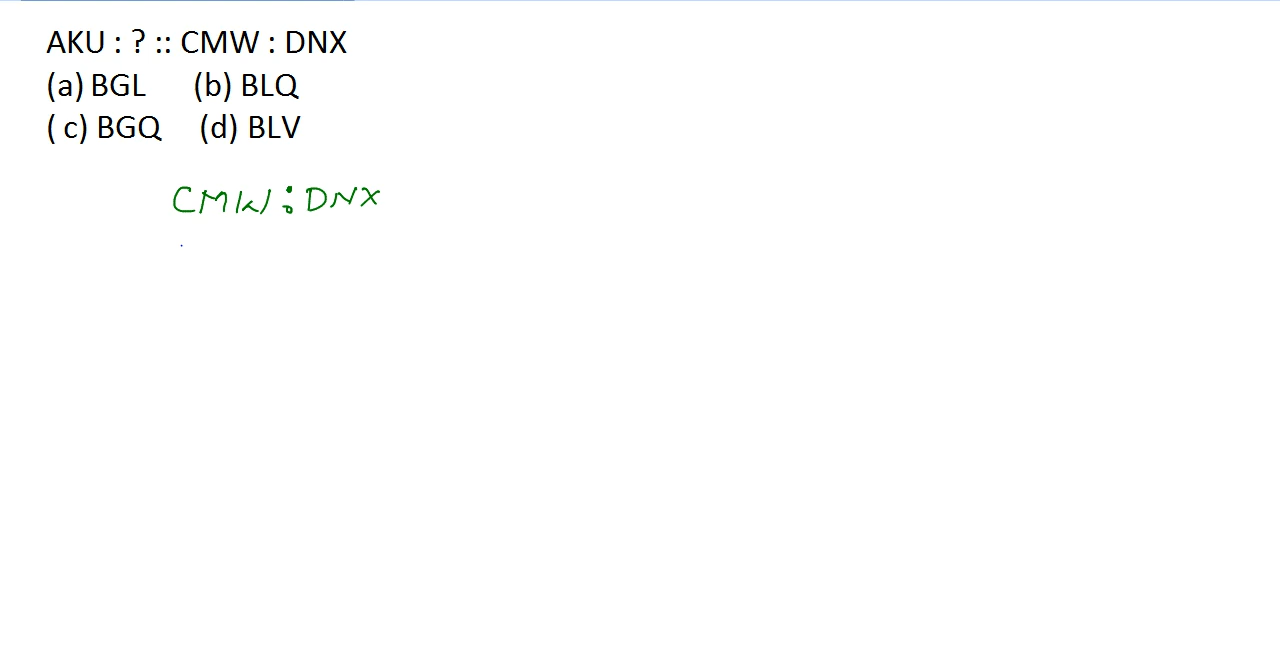 AKU : ? :: CMW : DNX
(a) BGL (b) BLQ
( c) BGQ (d) BLV
CMW : DNX